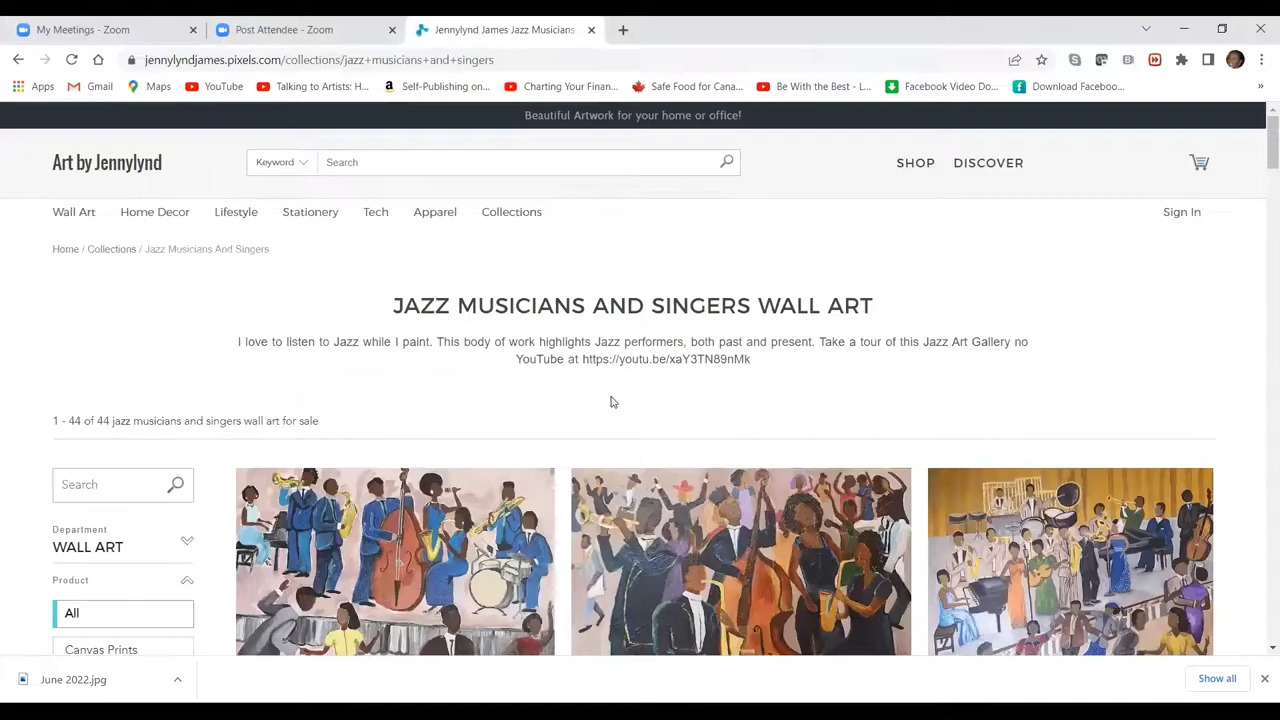 My Meetings - Zoom
Post Attendee - Zoom
Jennylynd James Jazz Musicians
jennylyndjames.pixels.com/collections/jazz+musicians+and+singers
Apps Gmail Maps YouTube Talking to Artists: H... Self-Publishing on... Charting Your Finan... Safe Food for Cana... Be With the Best - L... Facebook Video Do... Download Faceboo... »
Beautiful Artwork for your home or office!
Art by Jennylynd
Keyword
Search
SHOP DISCOVER
Wall Art Home Decor Lifestyle Stationery Tech Apparel Collections
Sign In
Home / Collections / Jazz Musicians And Singers
JAZZ MUSICIANS AND SINGERS WALL ART
I love to listen to Jazz while I paint. This body of work highlights Jazz performers, both past and present. Take a tour of this Jazz Art Gallery no
YouTube at https://youtu.be/xaY3TN89nMk
1 - 44 of 44 jazz musicians and singers wall art for sale
Search
Department
WALL ART
Product
All
Canvas Prints
June 2022.jpg
Show all